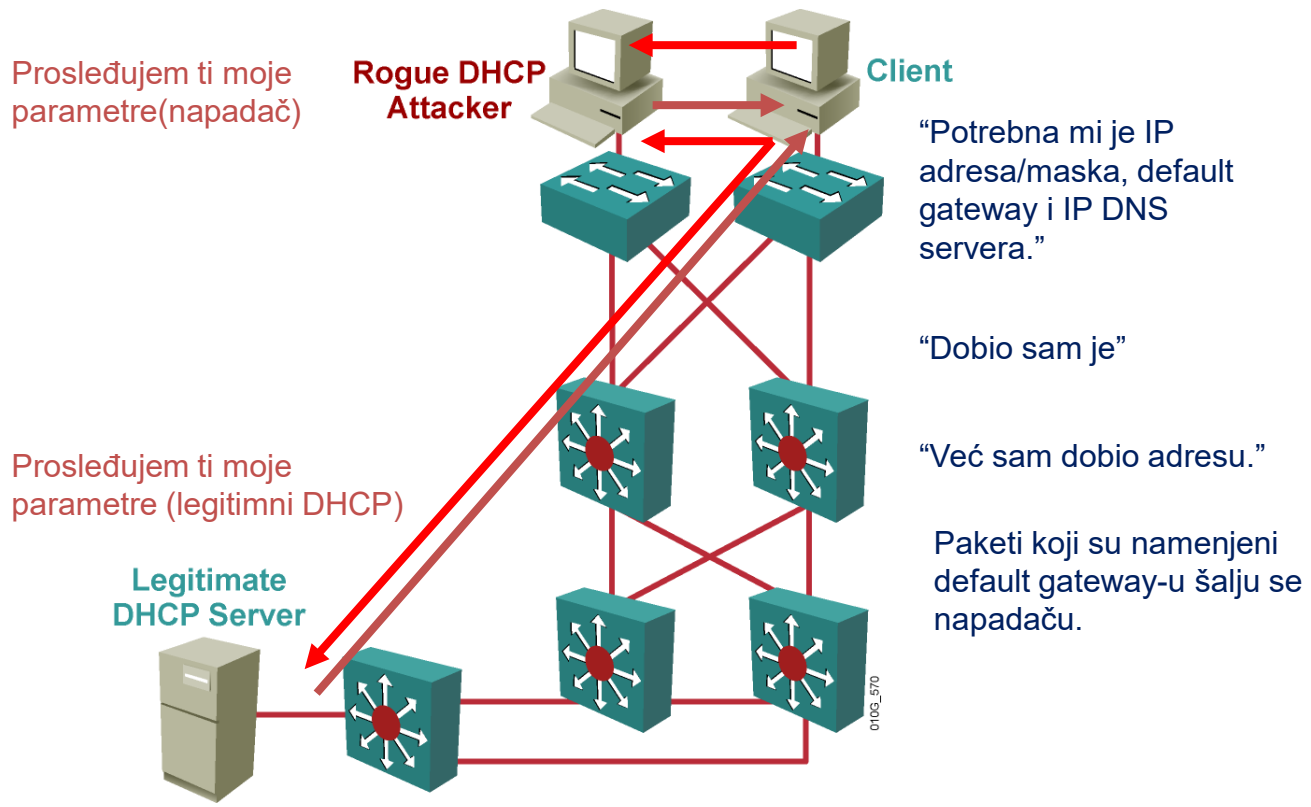 Prosleđujem ti moje
parametre(napadač)
Rogue DHCP
Attacker
Client
“Potrebna mi je IP
adresa/maska, default
gateway i IP DNS
servera.”
“Dobio sam je”
“Već sam dobio adresu.”
Prosleđujem ti moje
parametre (legitimni DHCP)
Paketi koji su namenjeni
default gateway-u šalju se
napadaču.
Legitimate
DHCP Server
010G_570